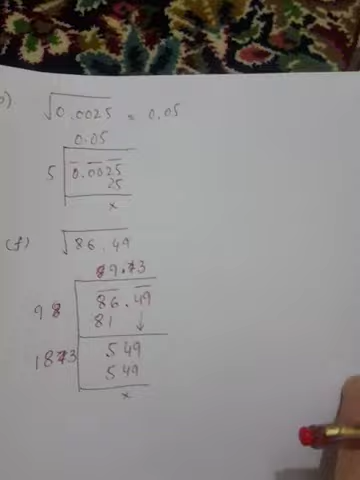 √0.0025 = 0.05
0.05
5 0.0025
25
x
(f) √86.49
9.3
9 86.49
81 ↓
183 549
549
x